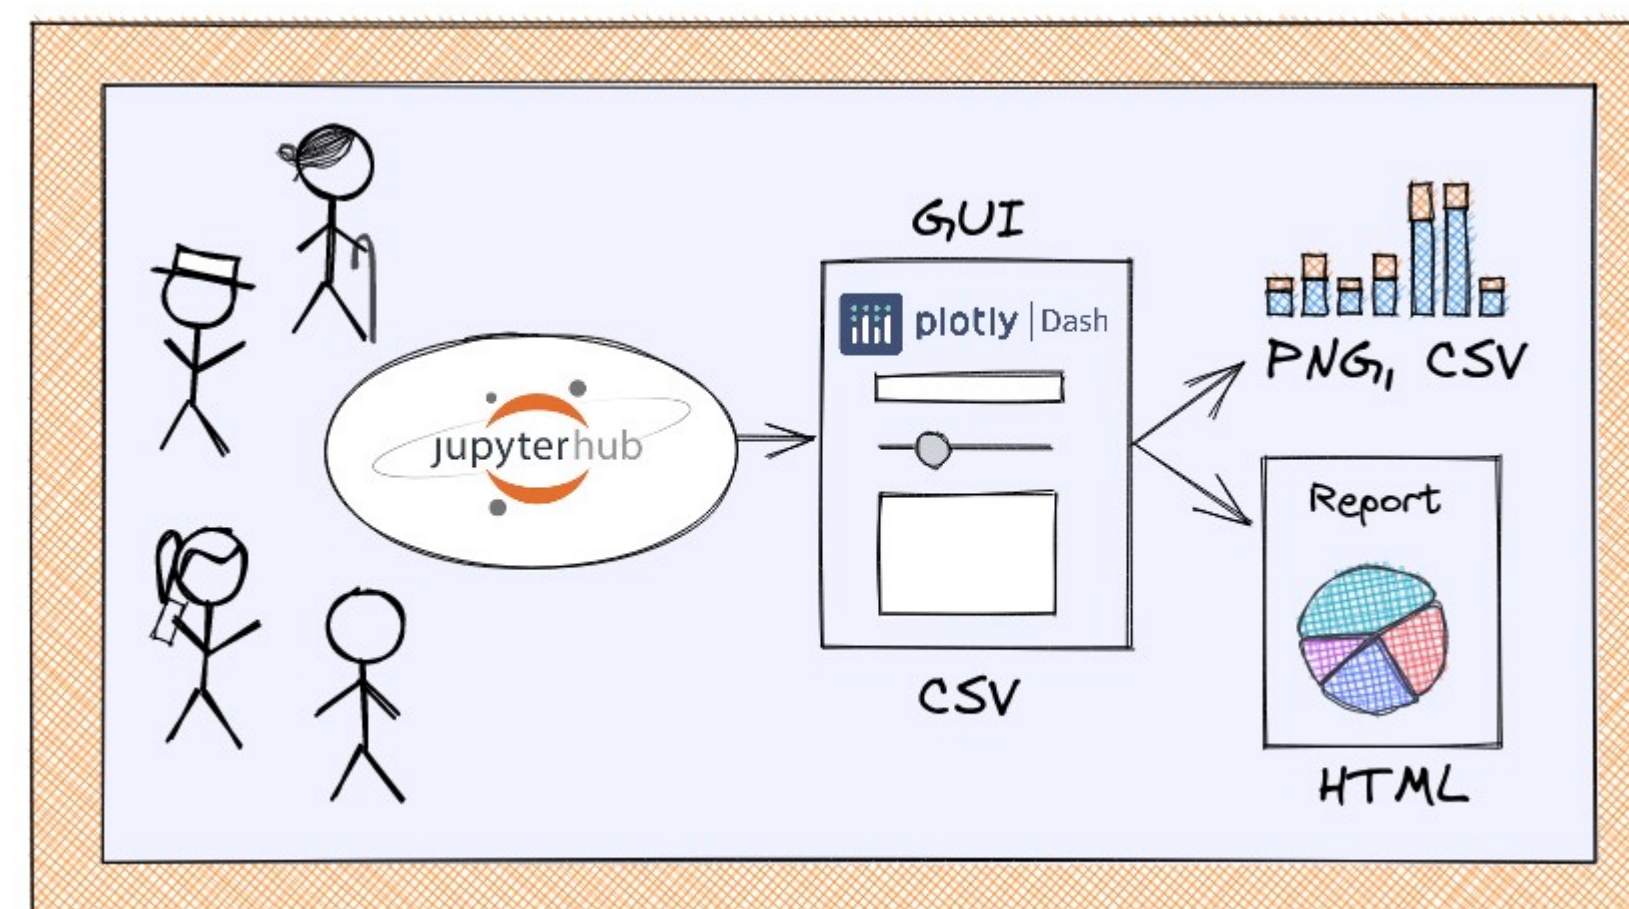 GUI
plotly | Dash
jupyterhub
CSV
PNG, CSV
Report
HTML